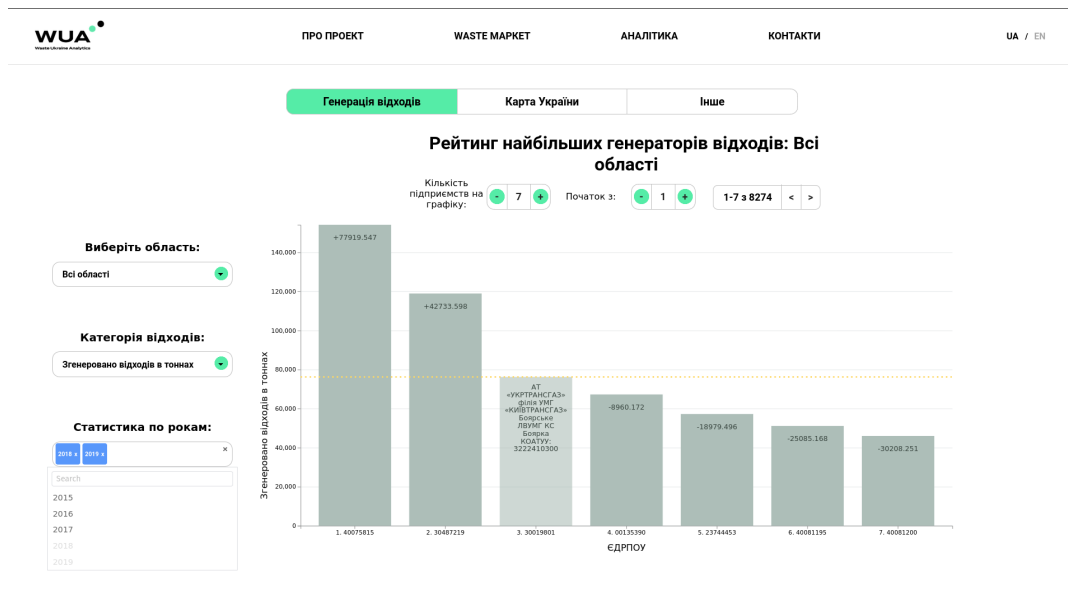 WUA
Waste Ukraine Analytics
ПРО ПРОЕКТ
WASTE МАРКЕТ
АНАЛІТИКА
КОНТАКТИ
UA / EN
Генерація відходів
Карта України
Інше
Рейтинг найбільших генераторів відходів: Всі
області
Кількість
підприємств на
графіку:
- 7 +
Початок з:
- 1 +
1-7 з 8274 < >
Виберіть область:
Всі області
Категорія відходів:
Згенеровано відходів в тоннах
Статистика по рокам:
2018 x 2019 x ×
Search
2015
2016
2017
2018
2019
Згенеровано відходів в тоннах
140,000
120,000
100,000
80,000
60,000
40,000
20,000
0
+77919.547
+42733.598
АТ
«УКРТРАНСГАЗ»
філія УМГ
«КИЇВТРАНСГАЗ»
Боярське
ЛВУМГ КС
Боярка
КОАТУУ:
3222410300
-8960.172
-18979.496
-25085.168
-30208.251
1. 40075815
2. 30487219
3. 30019801
4. 00135390
5. 23744453
6. 40081195
7. 40081200
ЄДРПОУ